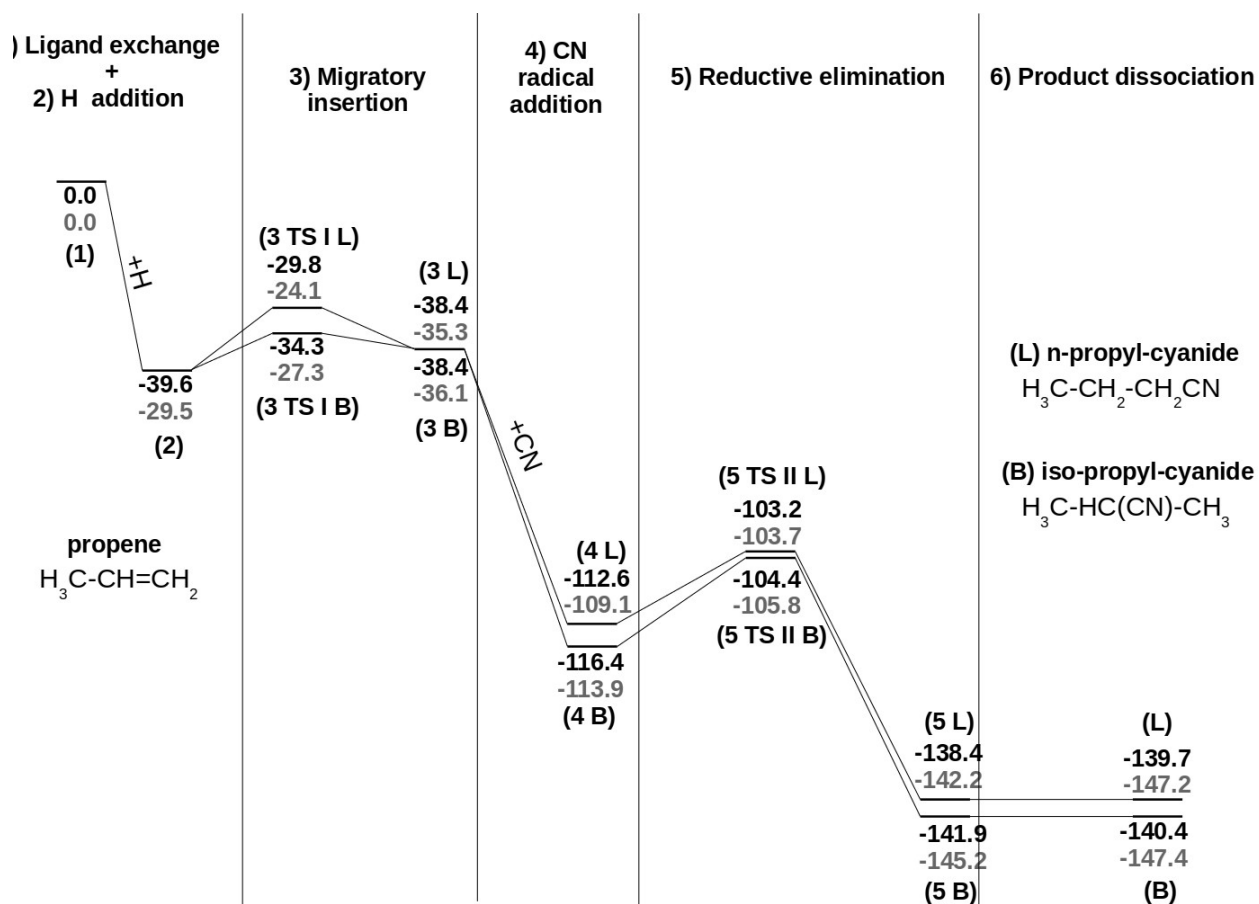 ) Ligand exchange
+
2) H addition
3) Migratory
insertion
4) CN
radical
addition
5) Reductive elimination
6) Product dissociation
0.0
0.0
(1)
+H
-39.6
-29.5
(2)
(3 TS I L)
-29.8
-24.1
-34.3
-27.3
(3 TS I B)
(3 L)
-38.4
-35.3
-38.4
-36.1
(3 B)
+CN
(4 L)
-112.6
-109.1
-116.4
-113.9
(4 B)
(5 TS II L)
-103.2
-103.7
-104.4
-105.8
(5 TS II B)
(5 L)
-138.4
-142.2
-141.9
-145.2
(5 B)
(L)
-139.7
-147.2
-140.4
-147.4
(B)
(L) n-propyl-cyanide
H₃C-CH₂-CH₂CN
(B) iso-propyl-cyanide
H₃C-HC(CN)-CH₃
propene
H₃C-CH=CH₂